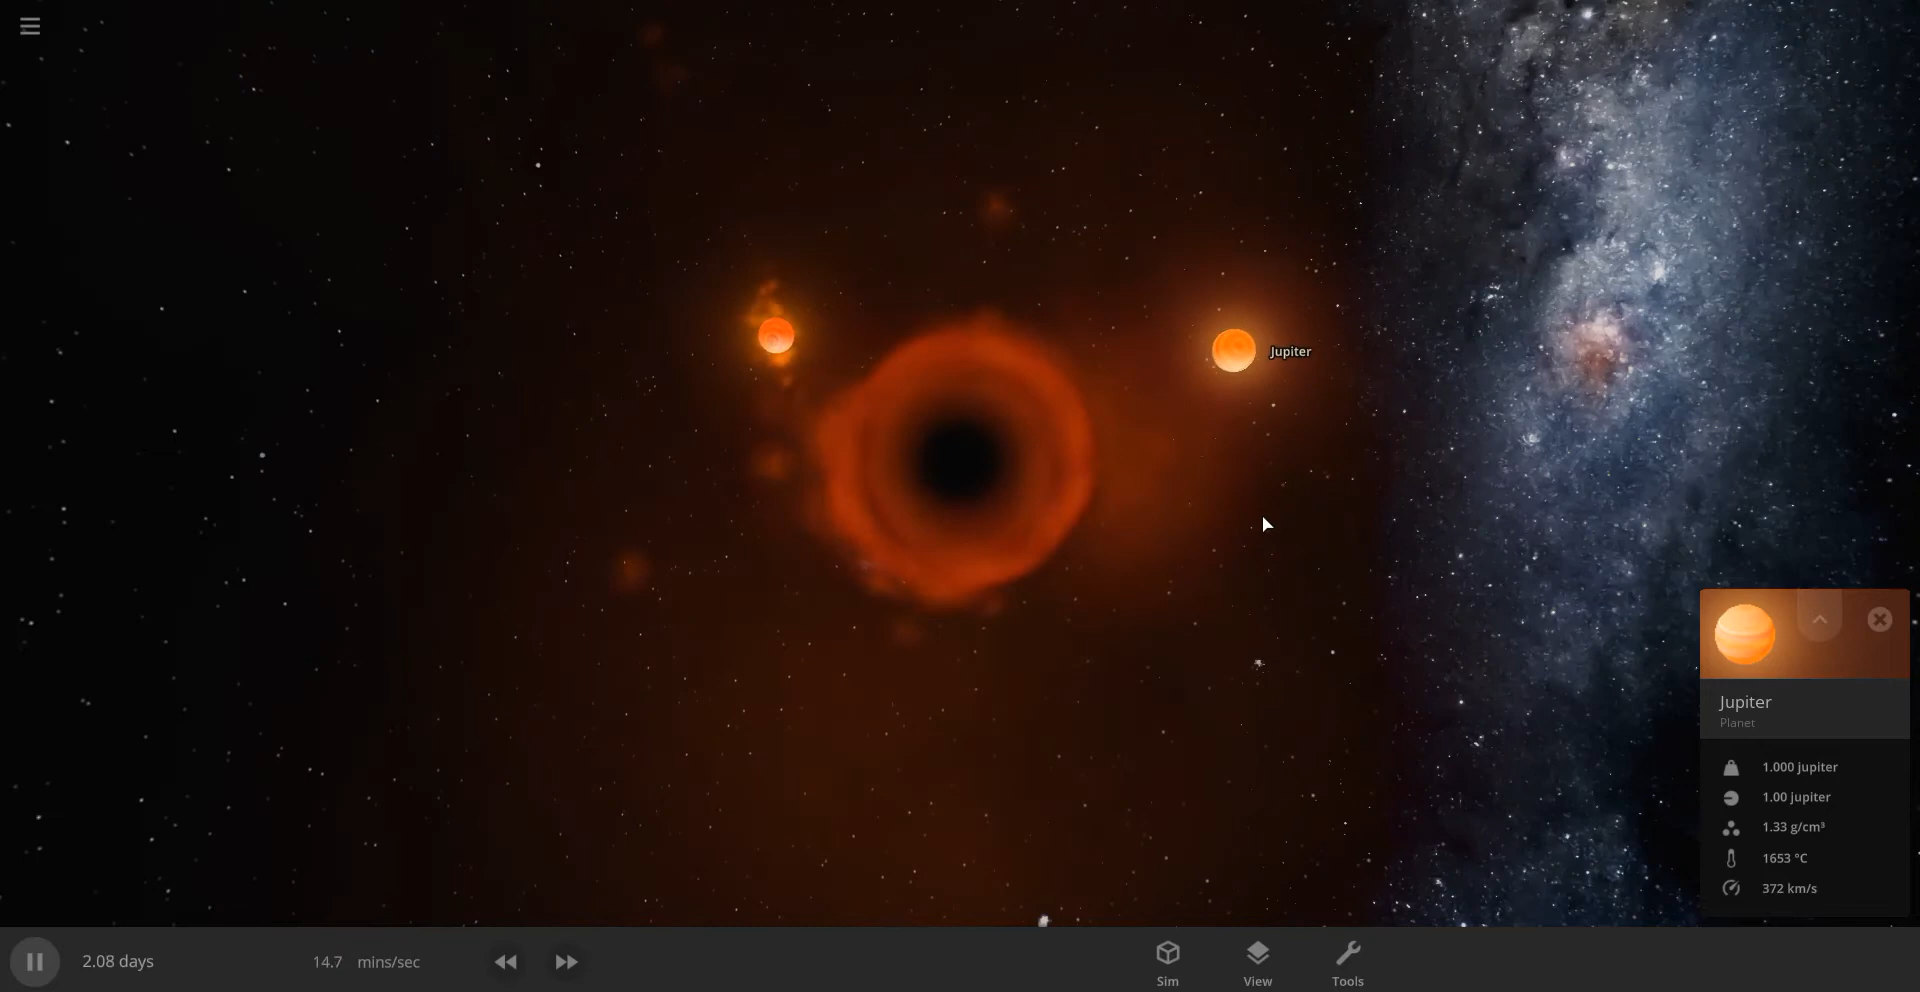 Jupiter
Jupiter
Planet
1.000 jupiter
1.00 jupiter
1.33 g/cm³
1653 °C
372 km/s
2.08 days
14.7 mins/sec
Sim
View
Tools